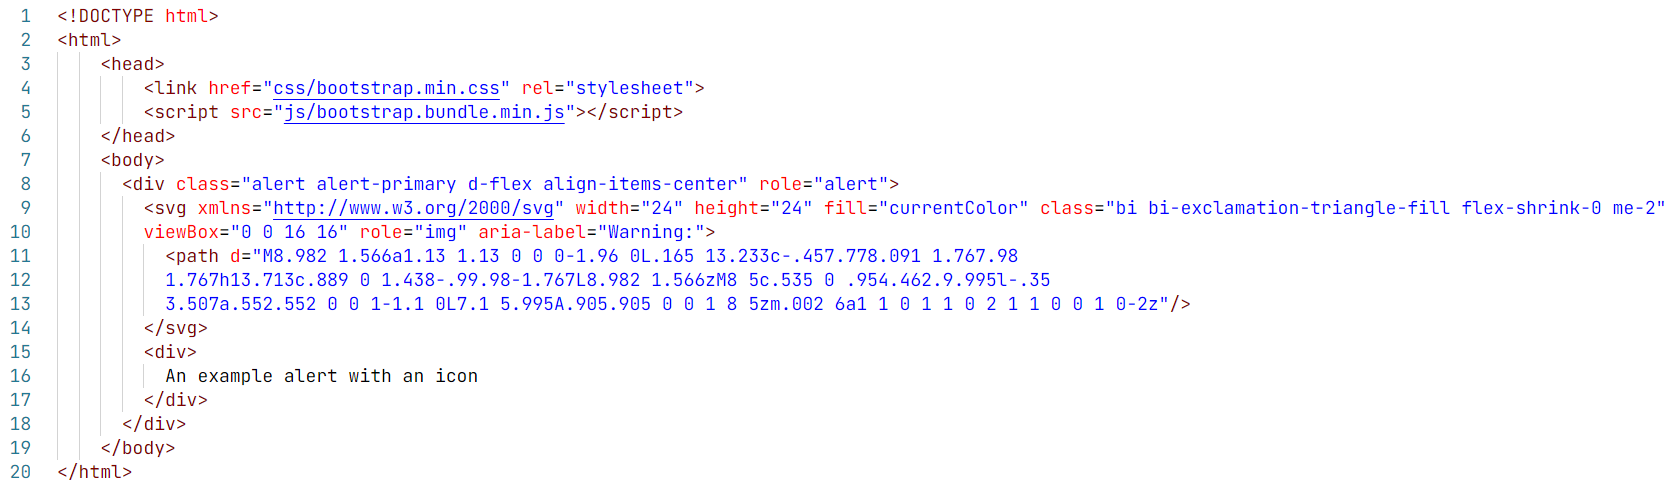 1 <!DOCTYPE html>
2 <html>
3 <head>
4 <link href="css/bootstrap.min.css" rel="stylesheet">
5 <script src="js/bootstrap.bundle.min.js"></script>
6 </head>
7 <body>
8 <div class="alert alert-primary d-flex align-items-center" role="alert">
9 <svg xmlns="http://www.w3.org/2000/svg" width="24" height="24" fill="currentColor" class="bi bi-exclamation-triangle-fill flex-shrink-0 me-2"
10 viewBox="0 0 16 16" role="img" aria-label="Warning:">
11 <path d="M8.982 1.566a1.13 1.13 0 0 0-1.96 0L.165 13.233c-.457.778.091 1.767.98
12 1.767h13.713c.889 0 1.438-.99.98-1.767L8.982 1.566zM8 5c.535 0 .954.462.9.995l-.35
13 3.507a.552.552 0 0 1-1.1 0L7.1 5.995A.905.905 0 0 1 8 5zm.002 6a1 1 0 1 1 0 2 1 1 0 0 1 0-2z"/>
14 </svg>
15 <div>
16 An example alert with an icon
17 </div>
18 </div>
19 </body>
20 </html>